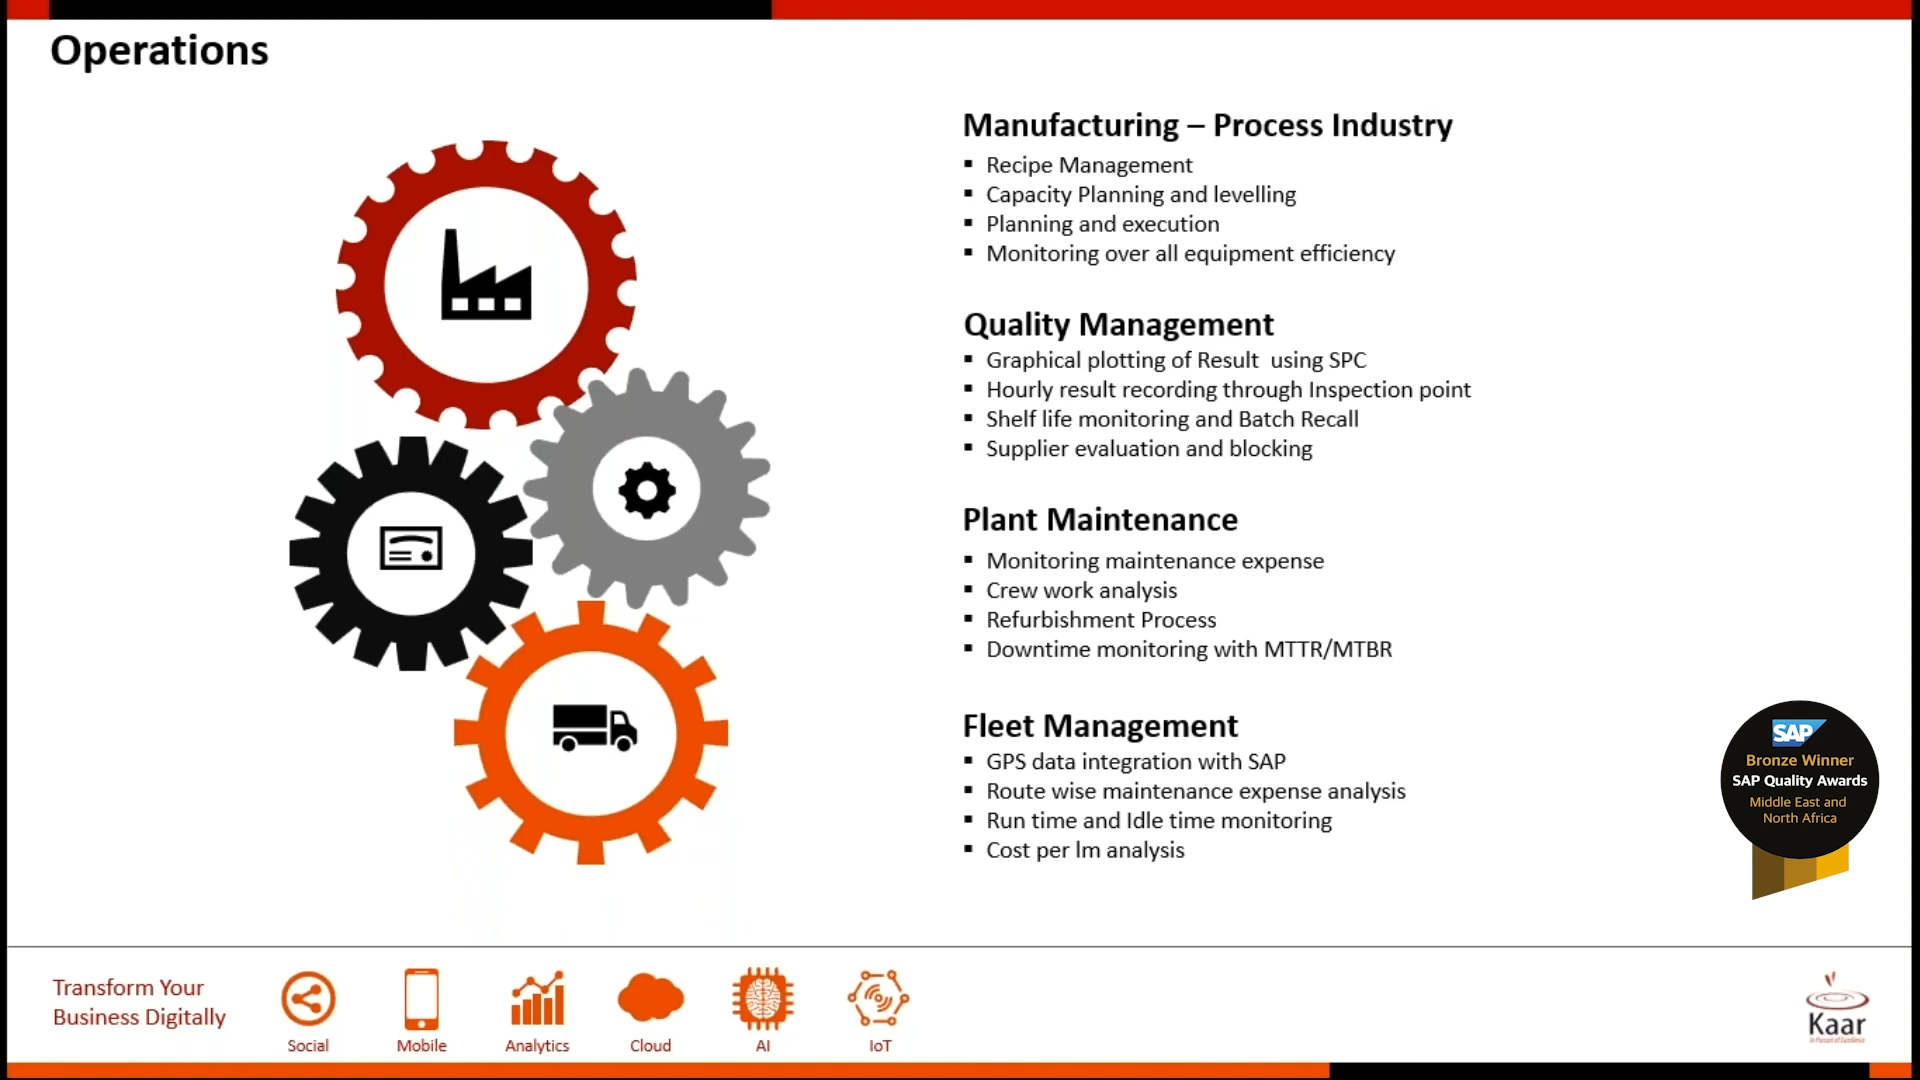 Operations
Manufacturing – Process Industry
▪ Recipe Management
▪ Capacity Planning and levelling
▪ Planning and execution
▪ Monitoring over all equipment efficiency
Quality Management
▪ Graphical plotting of Result  using SPC
▪ Hourly result recording through Inspection point
▪ Shelf life monitoring and Batch Recall
▪ Supplier evaluation and blocking
Plant Maintenance
▪ Monitoring maintenance expense
▪ Crew work analysis
▪ Refurbishment Process
▪ Downtime monitoring with MTTR/MTBR
Fleet Management
▪ GPS data integration with SAP
▪ Route wise maintenance expense analysis
▪ Run time and Idle time monitoring
▪ Cost per lm analysis
SAP
Bronze Winner
SAP Quality Awards
Middle East and
North Africa
Transform Your
Business Digitally
Social
Mobile
Analytics
Cloud
AI
IoT
Kaar
In Pursuit of Excellence